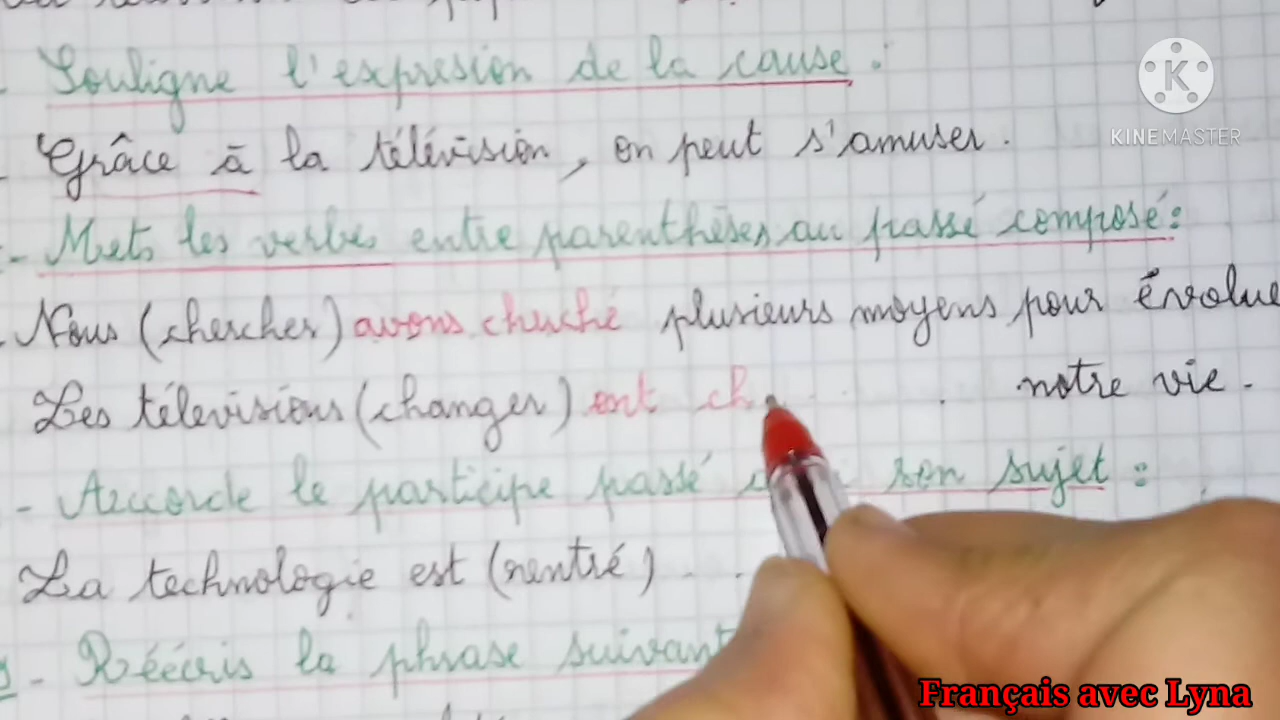 Souligne l'expresion de la cause :
KINEMASTER
Grâce à la télévision, on peut s'amuser.
- Mets les verbes entre parenthèses au passé composé :
Nous (chercher) avons cherché plusieurs moyens pour évolue
Les télevisions (changer) ont ch notre vie.
- Accorde le participe passé son sujet :
La technologie est (rentré)
- Réécris la phrase suivant
Français avec Lyna